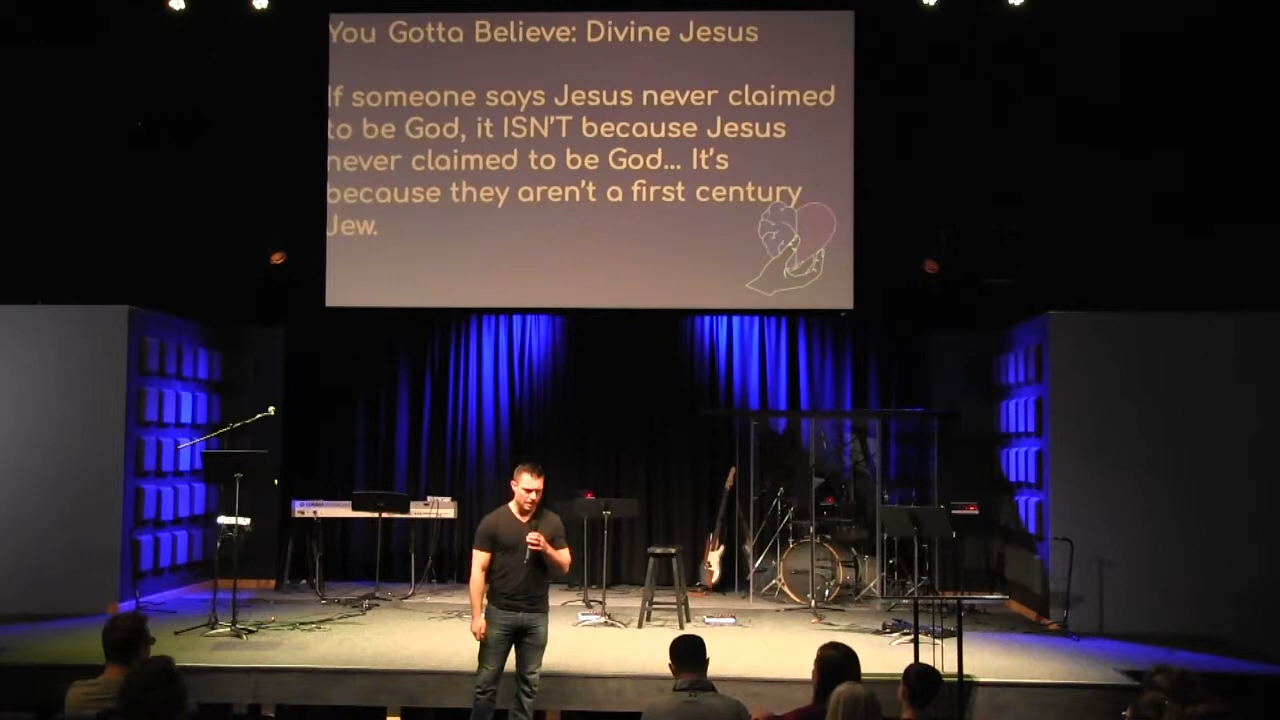 You Gotta Believe: Divine Jesus
If someone says Jesus never claimed
to be God, it ISN'T because Jesus
never claimed to be God... It's
because they aren't a first century
Jew.